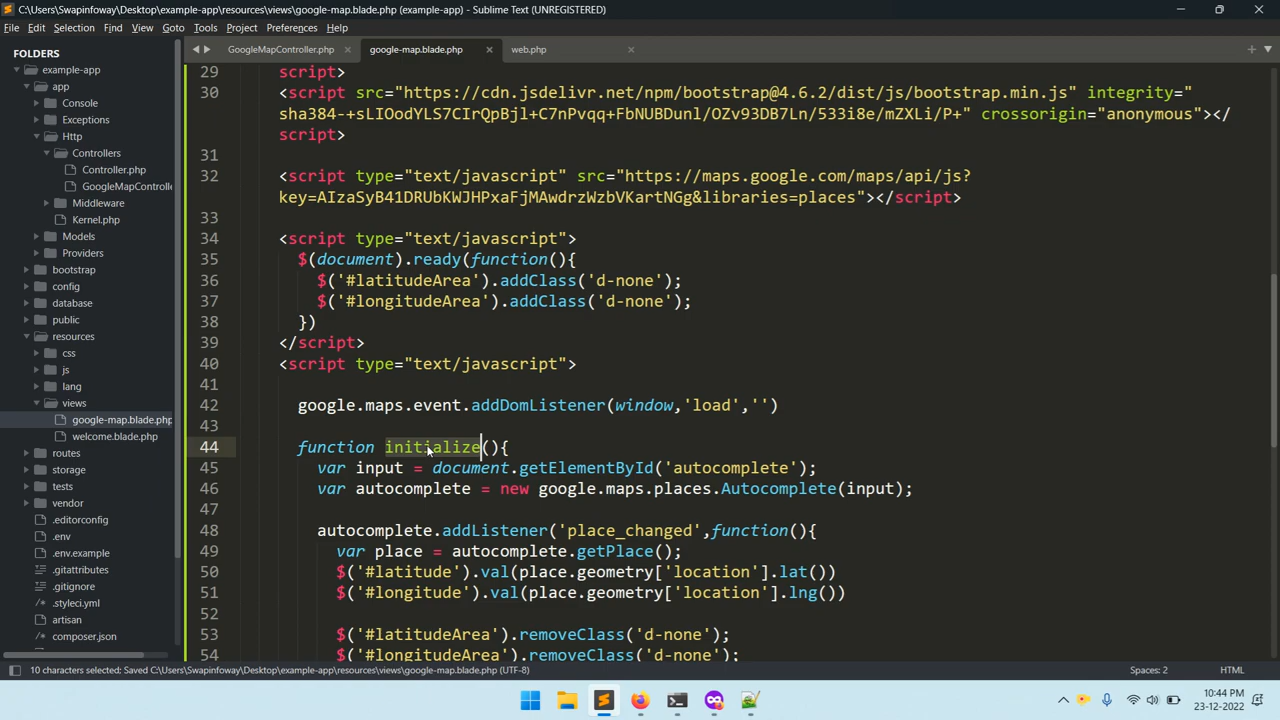 C:\Users\Swapinfoway\Desktop\example-app\resources\views\google-map.blade.php (example-app) - Sublime Text (UNREGISTERED)
File Edit Selection Find View Goto Tools Project Preferences Help
FOLDERS
example-app
app
Console
Exceptions
Http
Controllers
Controller.php
GoogleMapControlle
Middleware
Kernel.php
Models
Providers
bootstrap
config
database
public
resources
css
js
lang
views
google-map.blade.php
welcome.blade.php
routes
storage
tests
vendor
.editorconfig
.env
.env.example
.gitattributes
.gitignore
.styleci.yml
artisan
composer.json
GoogleMapController.php google-map.blade.php web.php
29 script>
30 <script src="https://cdn.jsdelivr.net/npm/bootstrap@4.6.2/dist/js/bootstrap.min.js" integrity="
sha384-+sLIOodYLS7CIrQpBjl+C7nPvqq+FbNUBDunl/OZv93DB7Ln/533i8e/mZXLi/P+" crossorigin="anonymous"></
script>
31
32 <script type="text/javascript" src="https://maps.google.com/maps/api/js?
key=AIzaSyB41DRUbKWJHPxaFjMAwdrzWzbVKartNGg&libraries=places"></script>
33
34 <script type="text/javascript">
35 $(document).ready(function(){
36 $('#latitudeArea').addClass('d-none');
37 $('#longitudeArea').addClass('d-none');
38 })
39 </script>
40 <script type="text/javascript">
41
42 google.maps.event.addDomListener(window,'load','')
43
44 function initialize(){
45 var input = document.getElementById('autocomplete');
46 var autocomplete = new google.maps.places.Autocomplete(input);
47
48 autocomplete.addListener('place_changed',function(){
49 var place = autocomplete.getPlace();
50 $('#latitude').val(place.geometry['location'].lat())
51 $('#longitude').val(place.geometry['location'].lng())
52
53 $('#latitudeArea').removeClass('d-none');
54 $('#longitudeArea').removeClass('d-none');
10 characters selected; Saved C:\Users\Swapinfoway\Desktop\example-app\resources\views\google-map.blade.php (UTF-8) Spaces: 2 HTML
10:44 PM
23-12-2022